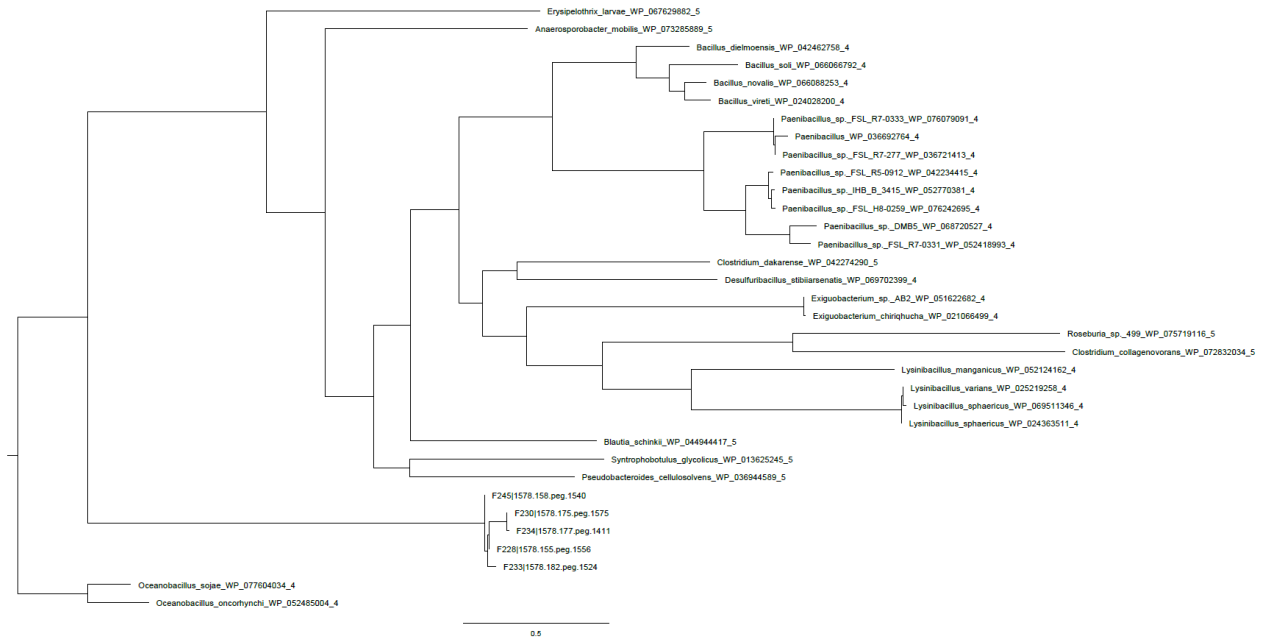 Erysipelothrix_larvae_WP_067629882_5
Anaerosporobacter_mobilis_WP_073285889_5
Bacillus_dielmoensis_WP_042462758_4
Bacillus_soli_WP_066066792_4
Bacillus_novalis_WP_066088253_4
Bacillus_vireti_WP_024028200_4
Paenibacillus_sp._FSL_R7-0333_WP_076079091_4
Paenibacillus_WP_036692764_4
Paenibacillus_sp._FSL_R7-277_WP_036721413_4
Paenibacillus_sp._FSL_R5-0912_WP_042234415_4
Paenibacillus_sp._IHB_B_3415_WP_052770381_4
Paenibacillus_sp._FSL_H8-0259_WP_076242695_4
Paenibacillus_sp._DMB5_WP_068720527_4
Paenibacillus_sp._FSL_R7-0331_WP_052418993_4
Clostridium_dakarense_WP_042274290_5
Desulfuribacillus_stibiiarsenatis_WP_069702399_4
Exiguobacterium_sp._AB2_WP_051622682_4
Exiguobacterium_chiriqhucha_WP_021066499_4
Roseburia_sp._499_WP_075719116_5
Clostridium_collagenovorans_WP_072832034_5
Lysinibacillus_manganicus_WP_052124162_4
Lysinibacillus_varians_WP_025219258_4
Lysinibacillus_sphaericus_WP_069511346_4
Lysinibacillus_sphaericus_WP_024363511_4
Blautia_schinkii_WP_044944417_5
Syntrophobotulus_glycolicus_WP_013625245_5
Pseudobacteroides_cellulosolvens_WP_036944589_5
F245|1578.158.peg.1540
F230|1578.175.peg.1575
F234|1578.177.peg.1411
F228|1578.155.peg.1556
F233|1578.182.peg.1524
Oceanobacillus_sojae_WP_077604034_4
Oceanobacillus_oncorhynchi_WP_052485004_4
0.5